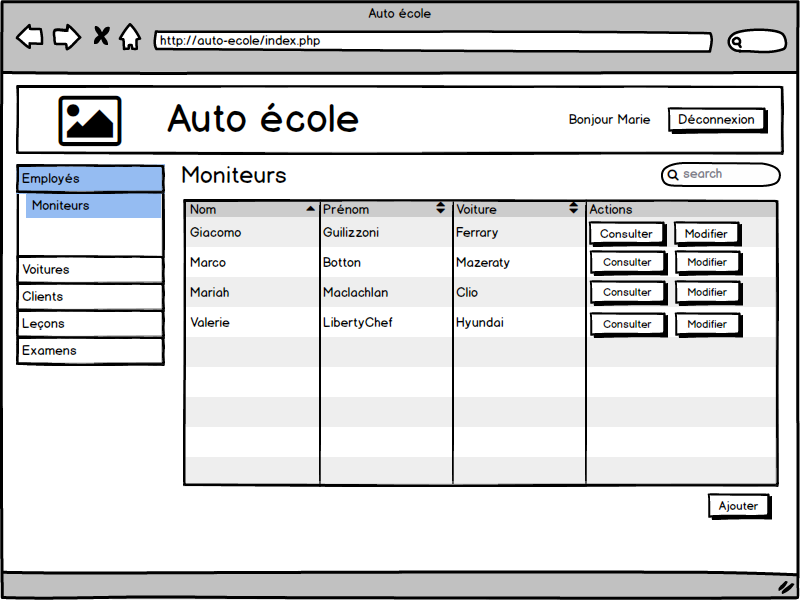 Auto école
http://auto-ecole/index.php
Auto école
Bonjour Marie
Déconnexion
Employés
Moniteurs
Voitures
Clients
Leçons
Examens
Moniteurs
search
Nom Prénom Voiture Actions
Giacomo Guilizzoni Ferrary Consulter Modifier
Marco Botton Mazeraty Consulter Modifier
Mariah Maclachlan Clio Consulter Modifier
Valerie LibertyChef Hyundai Consulter Modifier
Ajouter